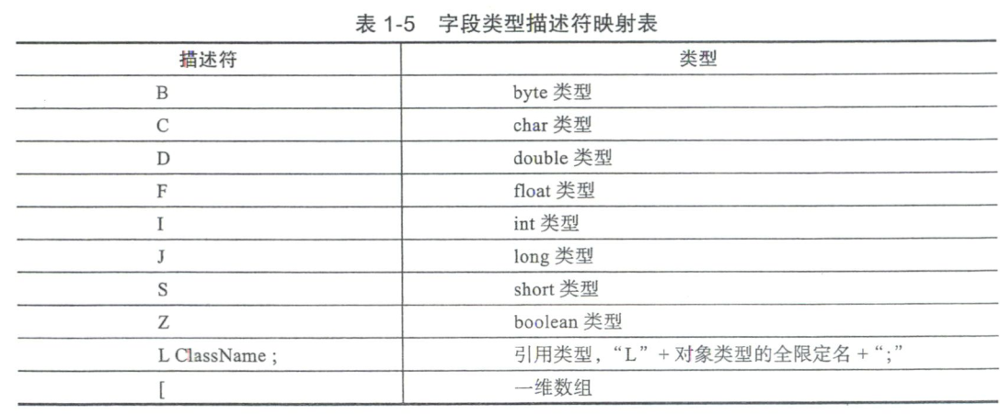 表 1-5 字段类型描述符映射表
描述符 类型
B byte 类型
C char 类型
D double 类型
F float 类型
I int 类型
J long 类型
S short 类型
Z boolean 类型
L ClassName ; 引用类型，“L”+对象类型的全限定名+“;”
[ 一维数组